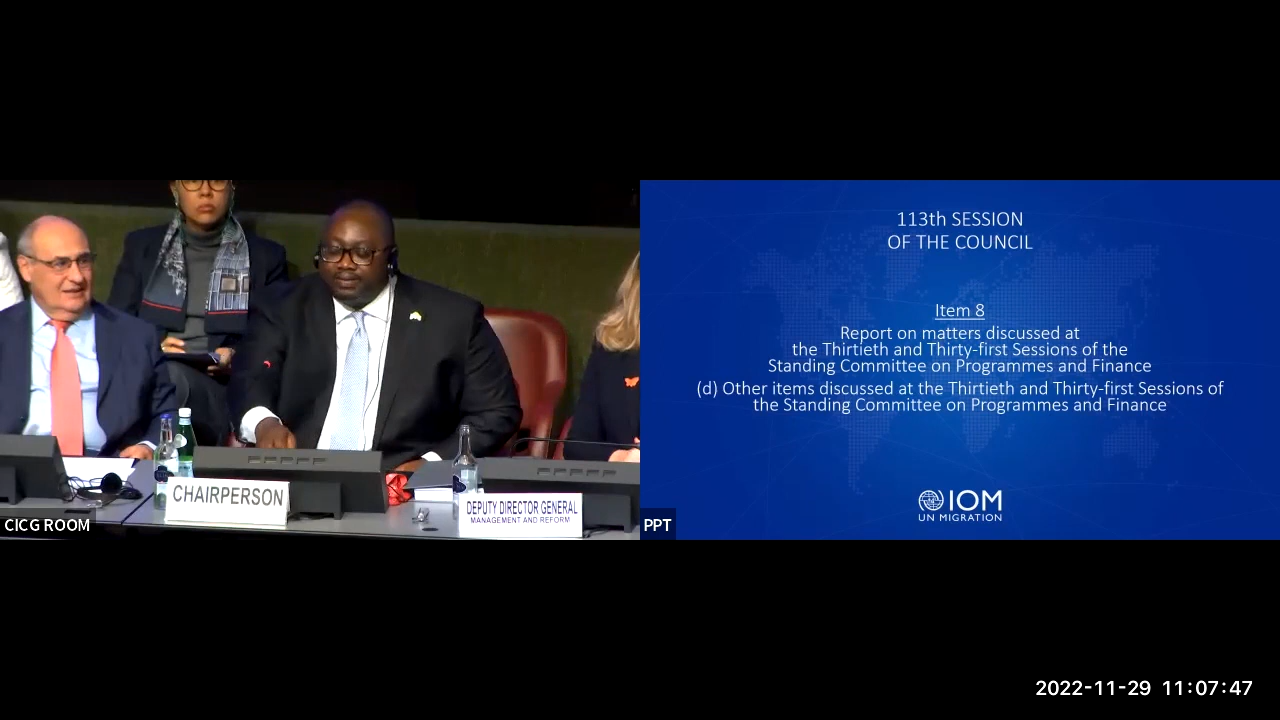 CHAIRPERSON
DEPUTY DIRECTOR GENERAL
MANAGEMENT AND REFORM
CICG ROOM
113th SESSION
OF THE COUNCIL
Item 8
Report on matters discussed at
the Thirtieth and Thirty-first Sessions of the
Standing Committee on Programmes and Finance
(d) Other items discussed at the Thirtieth and Thirty-first Sessions of
the Standing Committee on Programmes and Finance
IOM
UN MIGRATION
PPT
2022-11-29 11:07:47